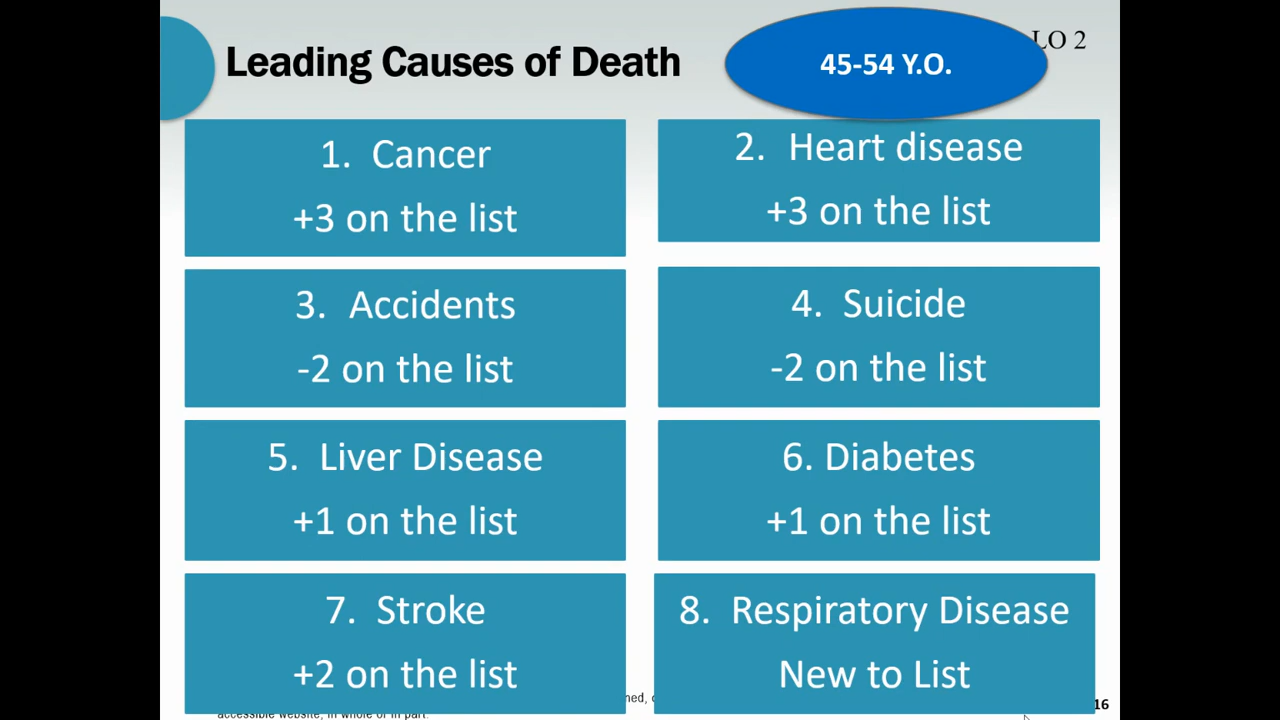 Leading Causes of Death
45-54 Y.O.
LO 2
1. Cancer
+3 on the list
2. Heart disease
+3 on the list
3. Accidents
-2 on the list
4. Suicide
-2 on the list
5. Liver Disease
+1 on the list
6. Diabetes
+1 on the list
7. Stroke
+2 on the list
8. Respiratory Disease
New to List
accessible website, in whole or in part.
16